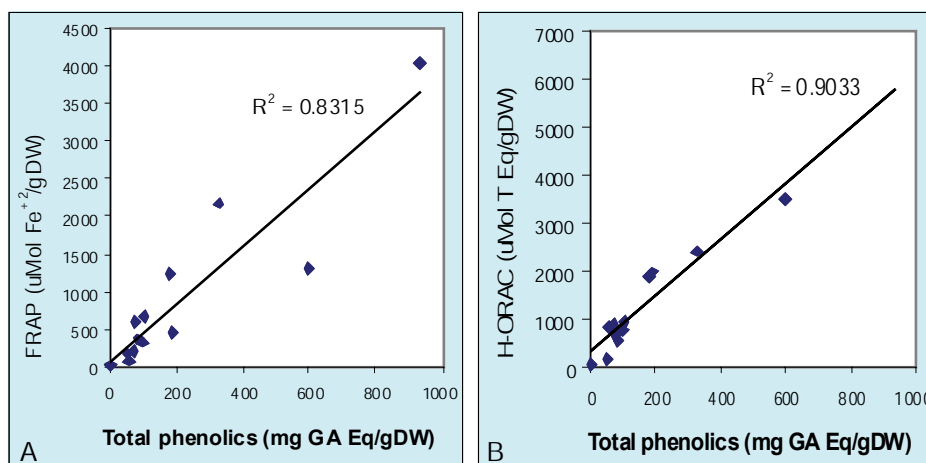 4500
4000
3500
3000
2500
2000
1500
1000
500
0
FRAP (uMol Fe⁺²/gDW)
R² = 0.8315
0 200 400 600 800 1000
Total phenolics (mg GA Eq/gDW)
A
7000
6000
5000
4000
3000
2000
1000
0
H-ORAC (uMol T Eq/gDW)
R² = 0.9033
0 200 400 600 800 1000
Total phenolics (mg GA Eq/gDW)
B